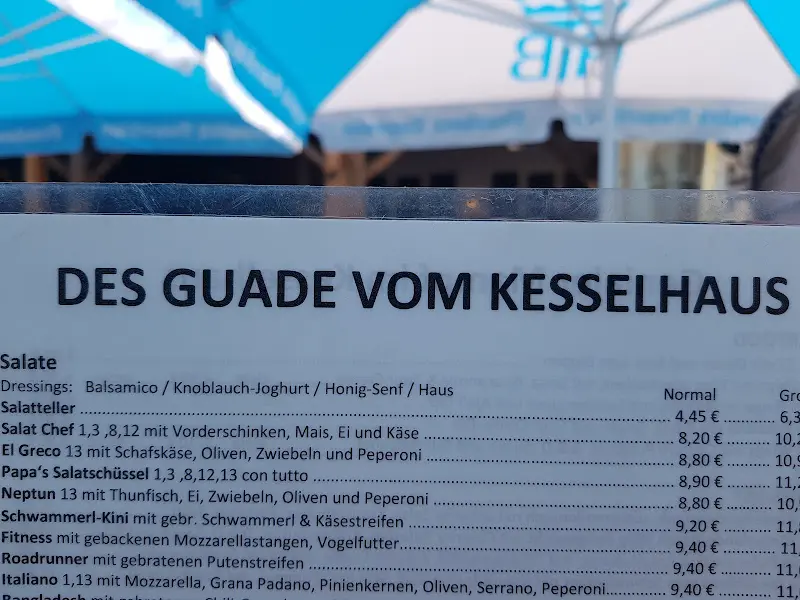 DES GUADE VOM KESSELHAUS
Salate
Dressings: Balsamico / Knoblauch-Joghurt / Honig-Senf / Haus Normal
Salatteller 4,45 €
Salat Chef 1,3 ,8,12 mit Vorderschinken, Mais, Ei und Käse 8,20 €
El Greco 13 mit Schafskäse, Oliven, Zwiebeln und Peperoni 8,80 €
Papa‘s Salatschüssel 1,3 ,8,12,13 con tutto 8,90 €
Neptun 13 mit Thunfisch, Ei, Zwiebeln, Oliven und Peperoni 8,80 €
Schwammerl-Kini mit gebr. Schwammerl & Käsestreifen 9,20 €
Fitness mit gebackenen Mozzarellastangen, Vogelfutter 9,40 €
Roadrunner mit gebratenen Putenstreifen 9,40 €
Italiano 1,13 mit Mozzarella, Grana Padano, Pinienkernen, Oliven, Serrano, Peperoni 9,40 €